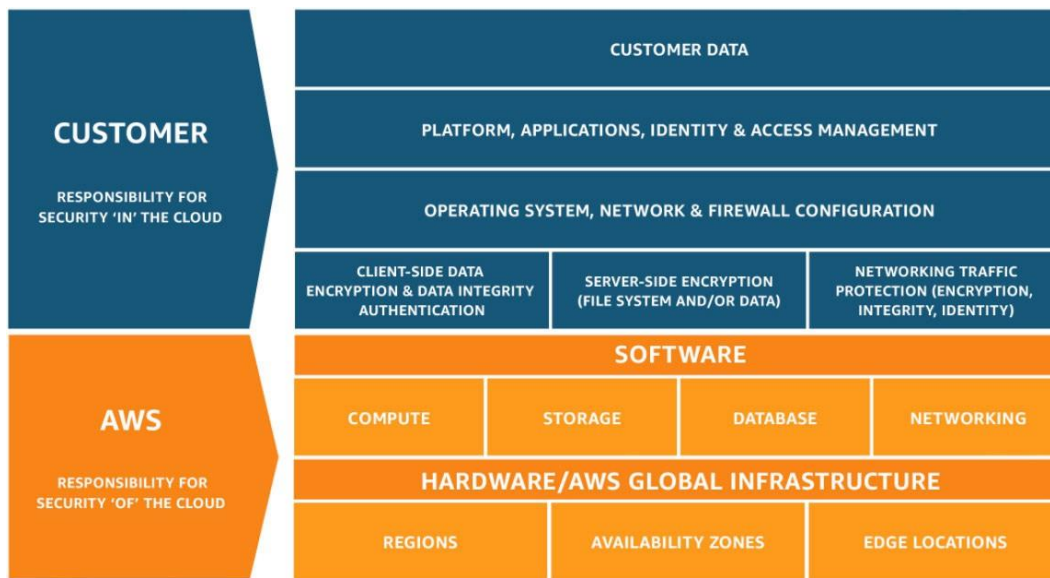 CUSTOMER
RESPONSIBILITY FOR
SECURITY ‘IN’ THE CLOUD
CUSTOMER DATA
PLATFORM, APPLICATIONS, IDENTITY & ACCESS MANAGEMENT
OPERATING SYSTEM, NETWORK & FIREWALL CONFIGURATION
CLIENT-SIDE DATA
ENCRYPTION & DATA INTEGRITY
AUTHENTICATION
SERVER-SIDE ENCRYPTION
(FILE SYSTEM AND/OR DATA)
NETWORKING TRAFFIC
PROTECTION (ENCRYPTION,
INTEGRITY, IDENTITY)
AWS
RESPONSIBILITY FOR
SECURITY ‘OF’ THE CLOUD
SOFTWARE
COMPUTE
STORAGE
DATABASE
NETWORKING
HARDWARE/AWS GLOBAL INFRASTRUCTURE
REGIONS
AVAILABILITY ZONES
EDGE LOCATIONS